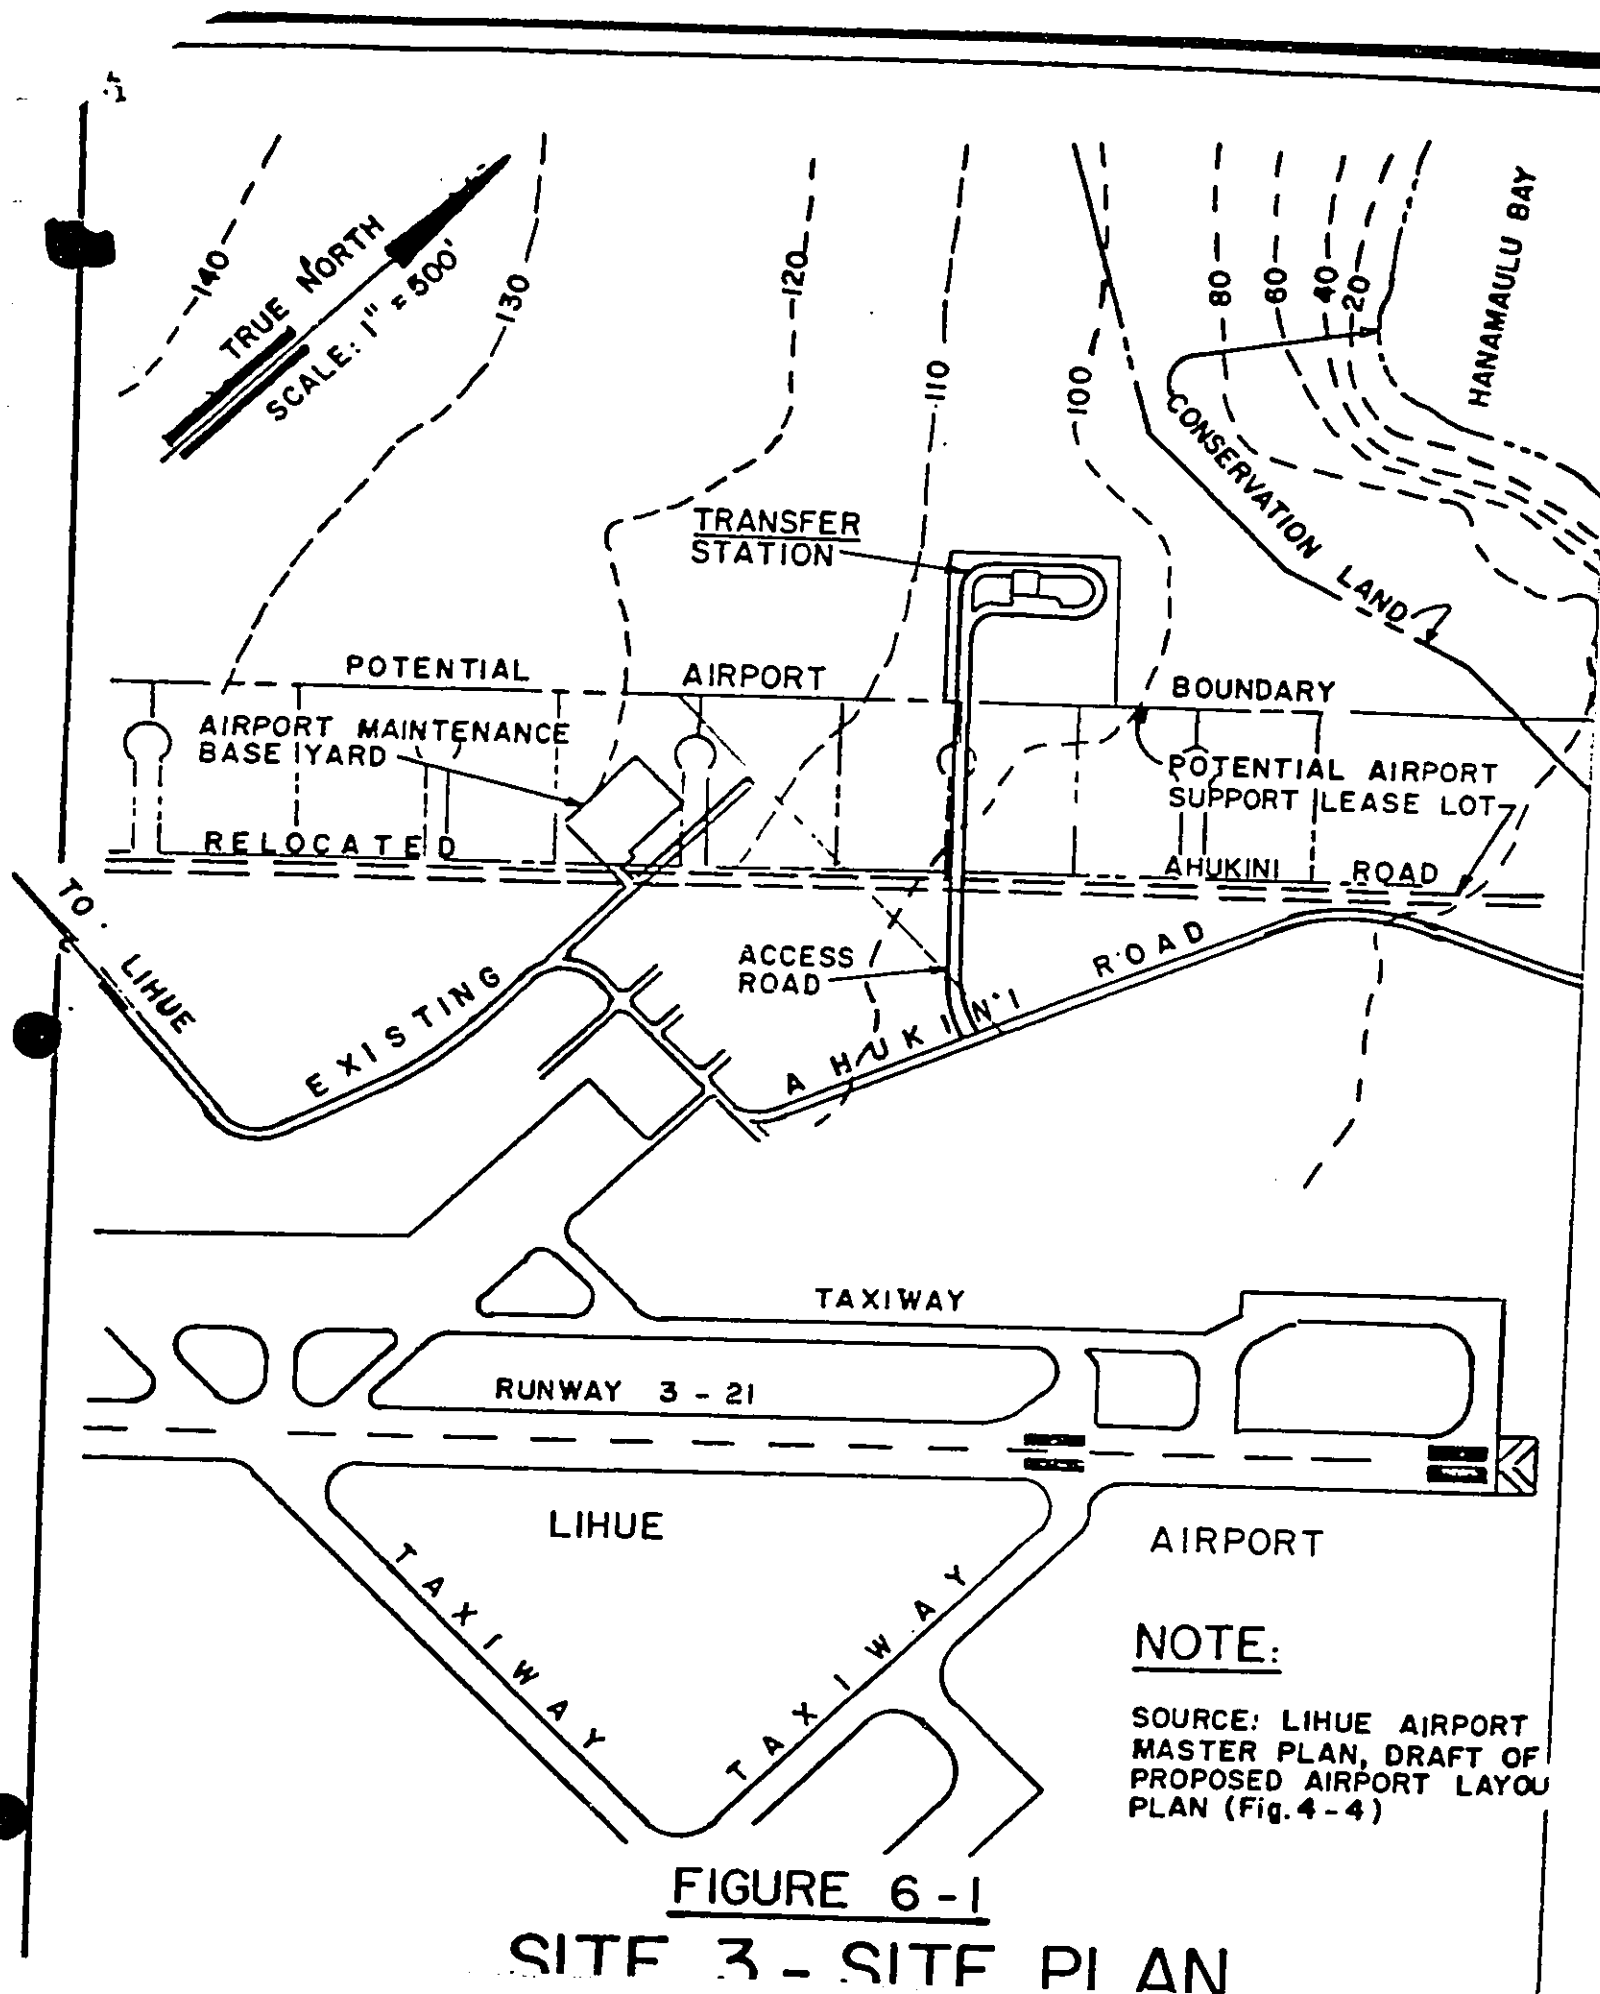 140
TRUE NORTH
SCALE: 1" = 500'
130
120
110
100
80
60
40
20
HANAMAULU BAY
CONSERVATION LAND
TRANSFER
STATION
POTENTIAL AIRPORT BOUNDARY
AIRPORT MAINTENANCE
BASE YARD
POTENTIAL AIRPORT
SUPPORT LEASE LOT
RELOCATED AHUKINI ROAD
TO LIHUE
ACCESS
ROAD
EXISTING AHUKINI ROAD
TAXIWAY
RUNWAY 3 - 21
LIHUE AIRPORT
TAXIWAY
TAXIWAY
NOTE:
SOURCE: LIHUE AIRPORT
MASTER PLAN, DRAFT OF
PROPOSED AIRPORT LAYOU
PLAN (Fig. 4-4)
FIGURE 6-1
SITE 3 - SITE PLAN